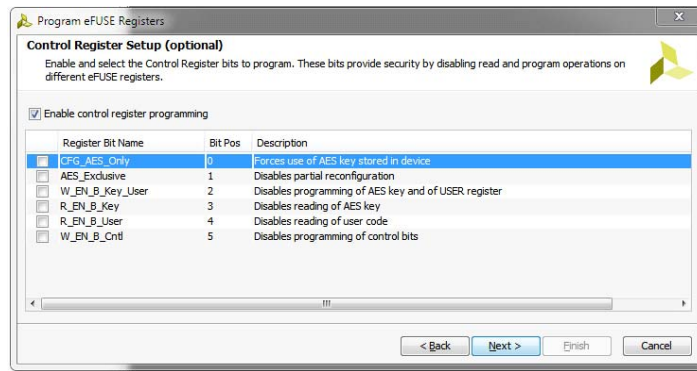 Program eFUSE Registers
Control Register Setup (optional)
Enable and select the Control Register bits to program. These bits provide security by disabling read and program operations on
different eFUSE registers.
Enable control register programming
Register Bit Name Bit Pos Description
CFG_AES_Only 0 Forces use of AES key stored in device
AES_Exclusive 1 Disables partial reconfiguration
W_EN_B_Key_User 2 Disables programming of AES key and of USER register
R_EN_B_Key 3 Disables reading of AES key
R_EN_B_User 4 Disables reading of user code
W_EN_B_Cntl 5 Disables programming of control bits
< Back Next > Finish Cancel